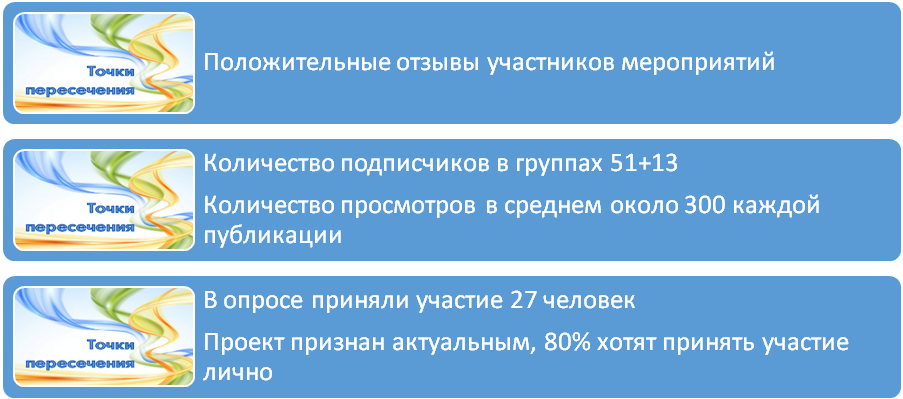 Точки
пересечения
Положительные отзывы участников мероприятий
Точки
пересечения
Количество подписчиков в группах 51+13
Количество просмотров в среднем около 300 каждой
публикации
Точки
пересечения
В опросе приняли участие 27 человек
Проект признан актуальным, 80% хотят принять участие
лично